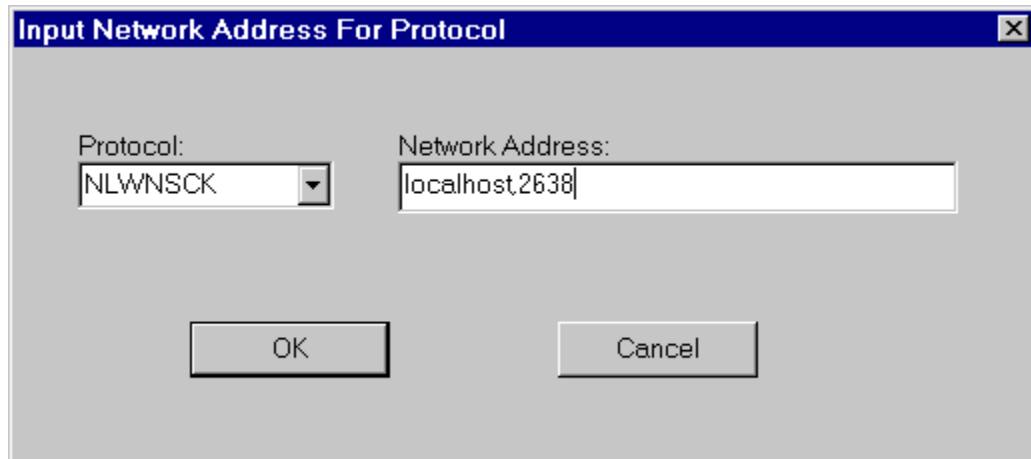 Input Network Address For Protocol
Protocol: Network Address:
NLWNSCK localhost,2638
OK Cancel